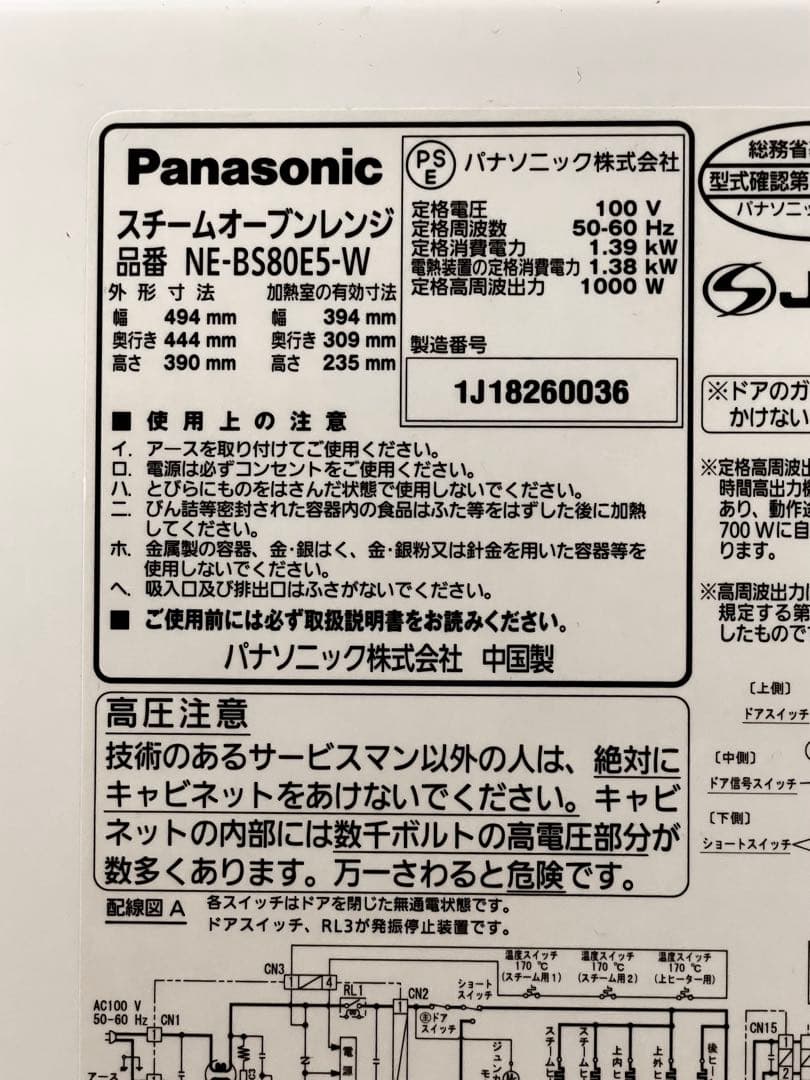 Panasonic
スチームオーブンレンジ
品番 NE-BS80E5-W
外形寸法 加熱室の有効寸法
幅 494 mm 幅 394 mm
奥行き 444 mm 奥行き 309 mm
高さ 390 mm 高さ 235 mm
PS
E
パナソニック株式会社
定格電圧 100 V
定格周波数 50-60 Hz
定格消費電力 1.39 kW
電熱装置の定格消費電力 1.38 kW
定格高周波出力 1000 W
製造番号
1J18260036
■ 使用上の注意
イ. アースを取り付けてご使用ください。
ロ. 電源は必ずコンセントをご使用ください。
ハ. とびらにものをはさんだ状態で使用しないでください。
ニ. びん詰等密封された容器内の食品はふた等をはずした後に加熱
してください。
ホ. 金属製の容器、金・銀はく、金・銀粉又は針金を用いた容器等を
使用しないでください。
ヘ. 吸入口及び排出口はふさがないでください。
■ ご使用前には必ず取扱説明書をお読みください。
パナソニック株式会社 中国製
総務省
型式確認第
パナソニッ
J
※ドアのガ
かけない
※定格高周波出
時間高出力機
あり、動作途
700 Wに自
ります。
※高周波出力は
規定する第
したもので
高圧注意
技術のあるサービスマン以外の人は、絶対に
キャビネットをあけないでください。キャビ
ネットの内部には数千ボルトの高電圧部分が
数多くあります。万一さわると危険です。
〔上側〕
ドアスイッチ
〔中側〕
ドア信号スイッチ
〔下側〕
ショートスイッチ
配線図 A
各スイッチはドアを閉じた無通電状態です。
ドアスイッチ、RL3が発振停止装置です。
温度スイッチ 温度スイッチ 温度スイッチ
170 ℃ 170 ℃ 170 ℃
(スチーム用1) (スチーム用2) (上ヒーター用)
CN3
1 4
RL1
1
CN2
ショート
スイッチ
主ドア
スイッチ
AC100 V
50-60 Hz
CN1
アース
電源
CN15
1
2